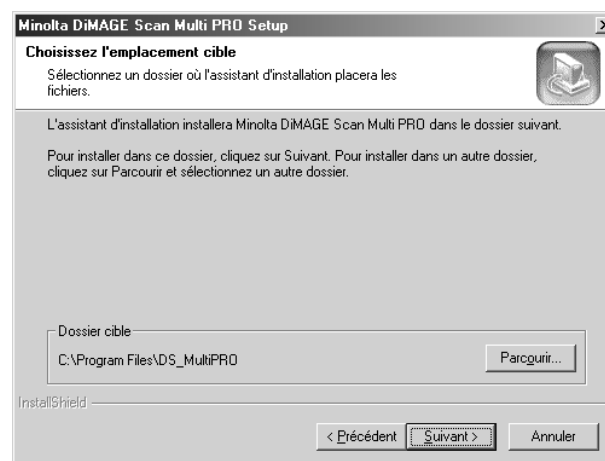 Minolta DiMAGE Scan Multi PRO Setup
Choisissez l'emplacement cible
Sélectionnez un dossier où l'assistant d'installation placera les
fichiers.
L'assistant d'installation installera Minolta DiMAGE Scan Multi PRO dans le dossier suivant.
Pour installer dans ce dossier, cliquez sur Suivant. Pour installer dans un autre dossier,
cliquez sur Parcourir et sélectionnez un autre dossier.
Dossier cible
C:\Program Files\DS_MultiPRO
Parcourir...
InstallShield
< Précédent
Suivant >
Annuler